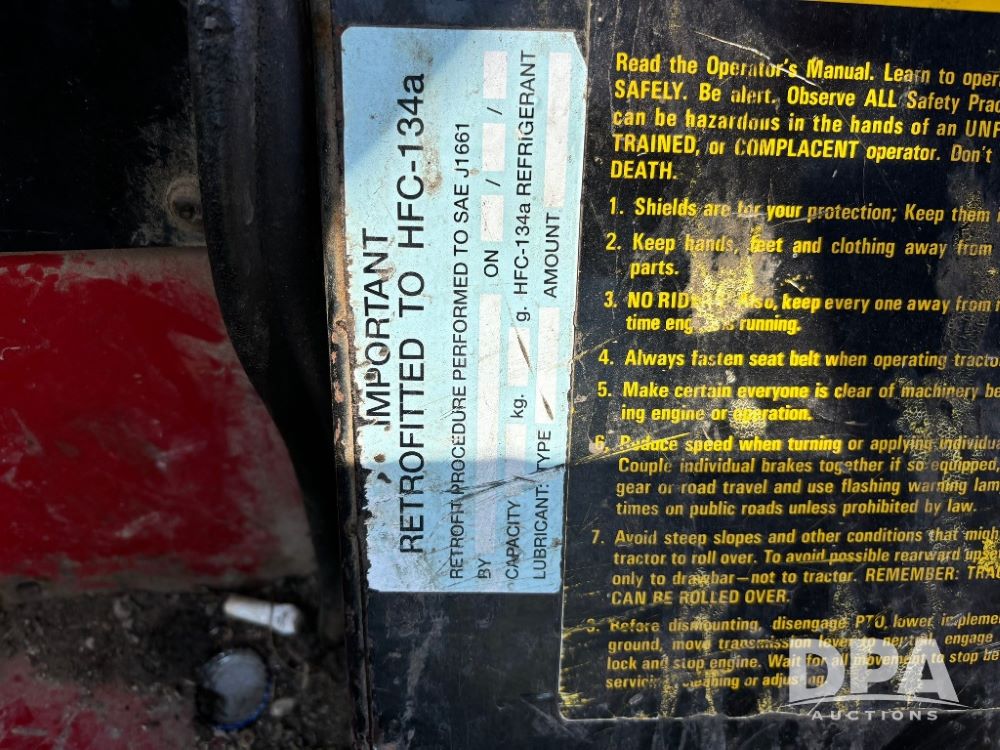 IMPORTANT
RETROFITTED TO HFC-134a
RETROFIT PROCEDURE PERFORMED TO SAE J1661
BY ON / /
CAPACITY kg. g. HFC-134a REFRIGERANT
LUBRICANT: TYPE AMOUNT
Read the Operator's Manual. Learn to oper
SAFELY. Be alert. Observe ALL Safety Prac
can be hazardous in the hands of an UNF
TRAINED, or COMPLACENT operator. Don't
DEATH.
1. Shields are for your protection; Keep them
2. Keep hands, feet and clothing away from
parts.
3. NO RID Also, keep every one away from
time eng is running.
4. Always fasten seat belt when operating tracto
5. Make certain everyone is clear of machinery be
ing engine or operation.
6. Reduce speed when turning or applying individua
Couple individual brakes together if so equipped,
gear or road travel and use flashing warning lam
times on public roads unless prohibited by law.
7. Avoid steep slopes and other conditions that migh
tractor to roll over. To avoid possible rearward upse
only to drawbar—not to tractor. REMEMBER: TRAC
CAN BE ROLLED OVER.
8. Before dismounting, disengage PTO, lower impleme
ground, move transmission lever to neutral, engage
lock and stop engine. Wait for all movement to stop be
servicing, cleaning or adjusting.
DPA
AUCTIONS